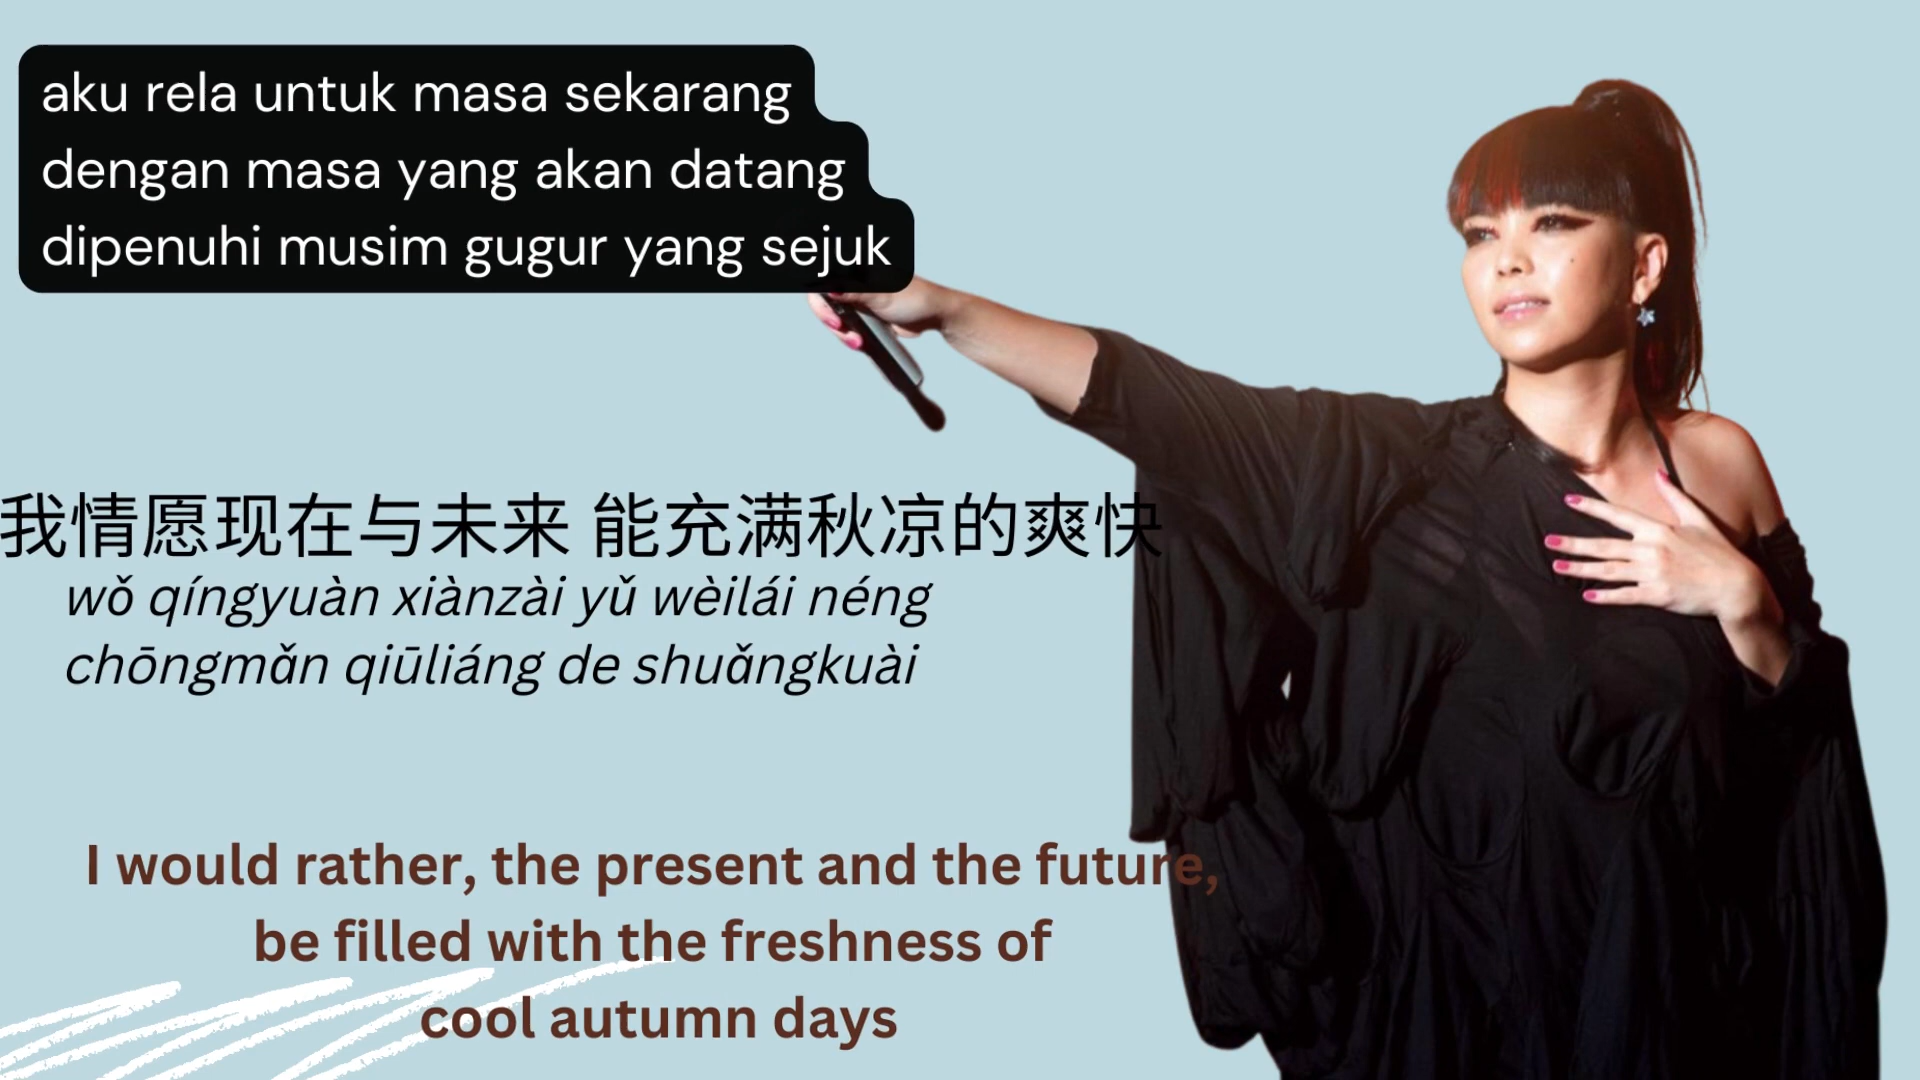 aku rela untuk masa sekarang
dengan masa yang akan datang
dipenuhi musim gugur yang sejuk
我情愿现在与未来 能充满秋凉的爽快
wǒ qíngyuàn xiànzài yǔ wèilái néng
chōngmǎn qiūliáng de shuǎngkuài
I would rather, the present and the future,
be filled with the freshness of
cool autumn days